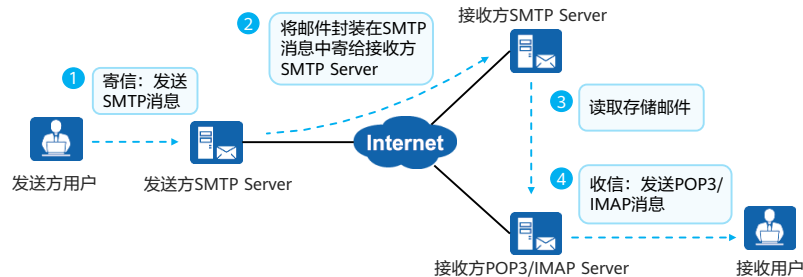 接收方SMTP Server
2
将邮件封装在SMTP
消息中寄给接收方
SMTP Server
1
寄信：发送
SMTP消息
3
读取存储邮件
Internet
发送方用户
发送方SMTP Server
4
收信：发送POP3/
IMAP消息
接收方POP3/IMAP Server
接收用户